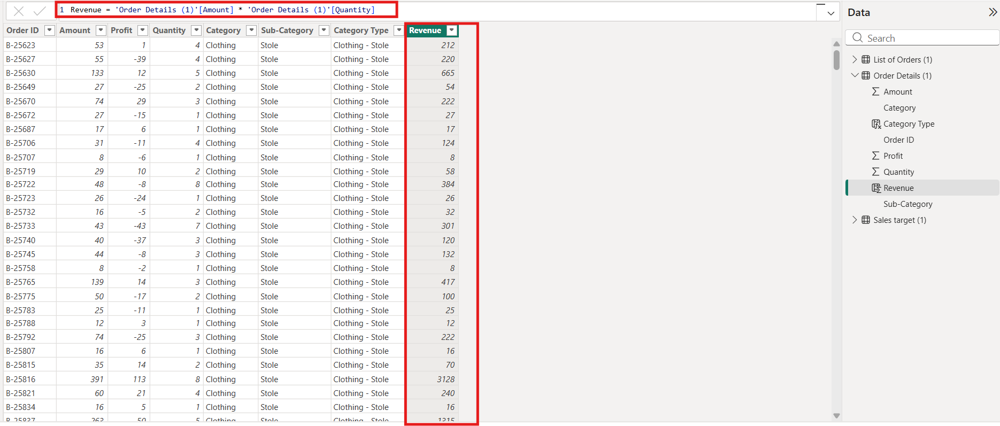 1 Revenue = 'Order Details (1)'[Amount] * 'Order Details (1)'[Quantity]
Order ID Amount Profit Quantity Category Sub-Category Category Type Revenue
B-25623 53 1 4 Clothing Stole Clothing - Stole 212
B-25627 55 -39 4 Clothing Stole Clothing - Stole 220
B-25630 133 12 5 Clothing Stole Clothing - Stole 665
B-25649 27 -25 2 Clothing Stole Clothing - Stole 54
B-25670 74 29 3 Clothing Stole Clothing - Stole 222
B-25672 27 -15 1 Clothing Stole Clothing - Stole 27
B-25687 17 6 1 Clothing Stole Clothing - Stole 17
B-25706 31 -11 4 Clothing Stole Clothing - Stole 124
B-25707 8 -6 1 Clothing Stole Clothing - Stole 8
B-25719 29 10 2 Clothing Stole Clothing - Stole 58
B-25722 48 -8 8 Clothing Stole Clothing - Stole 384
B-25723 26 -24 1 Clothing Stole Clothing - Stole 26
B-25732 16 -5 2 Clothing Stole Clothing - Stole 32
B-25733 43 -43 7 Clothing Stole Clothing - Stole 301
B-25740 40 -37 3 Clothing Stole Clothing - Stole 120
B-25745 44 -8 3 Clothing Stole Clothing - Stole 132
B-25758 8 -2 1 Clothing Stole Clothing - Stole 8
B-25765 139 14 3 Clothing Stole Clothing - Stole 417
B-25775 50 -17 2 Clothing Stole Clothing - Stole 100
B-25783 25 -11 1 Clothing Stole Clothing - Stole 25
B-25788 12 3 1 Clothing Stole Clothing - Stole 12
B-25792 74 -25 3 Clothing Stole Clothing - Stole 222
B-25807 16 6 1 Clothing Stole Clothing - Stole 16
B-25815 35 14 2 Clothing Stole Clothing - Stole 70
B-25816 391 113 8 Clothing Stole Clothing - Stole 3128
B-25821 60 21 4 Clothing Stole Clothing - Stole 240
B-25834 16 5 1 Clothing Stole Clothing - Stole 16
B-25837 263 50 5 Clothing Stole Clothing - Stole 1315
Data
Search
List of Orders (1)
Order Details (1)
Amount
Category
Category Type
Order ID
Profit
Quantity
Revenue
Sub-Category
Sales target (1)